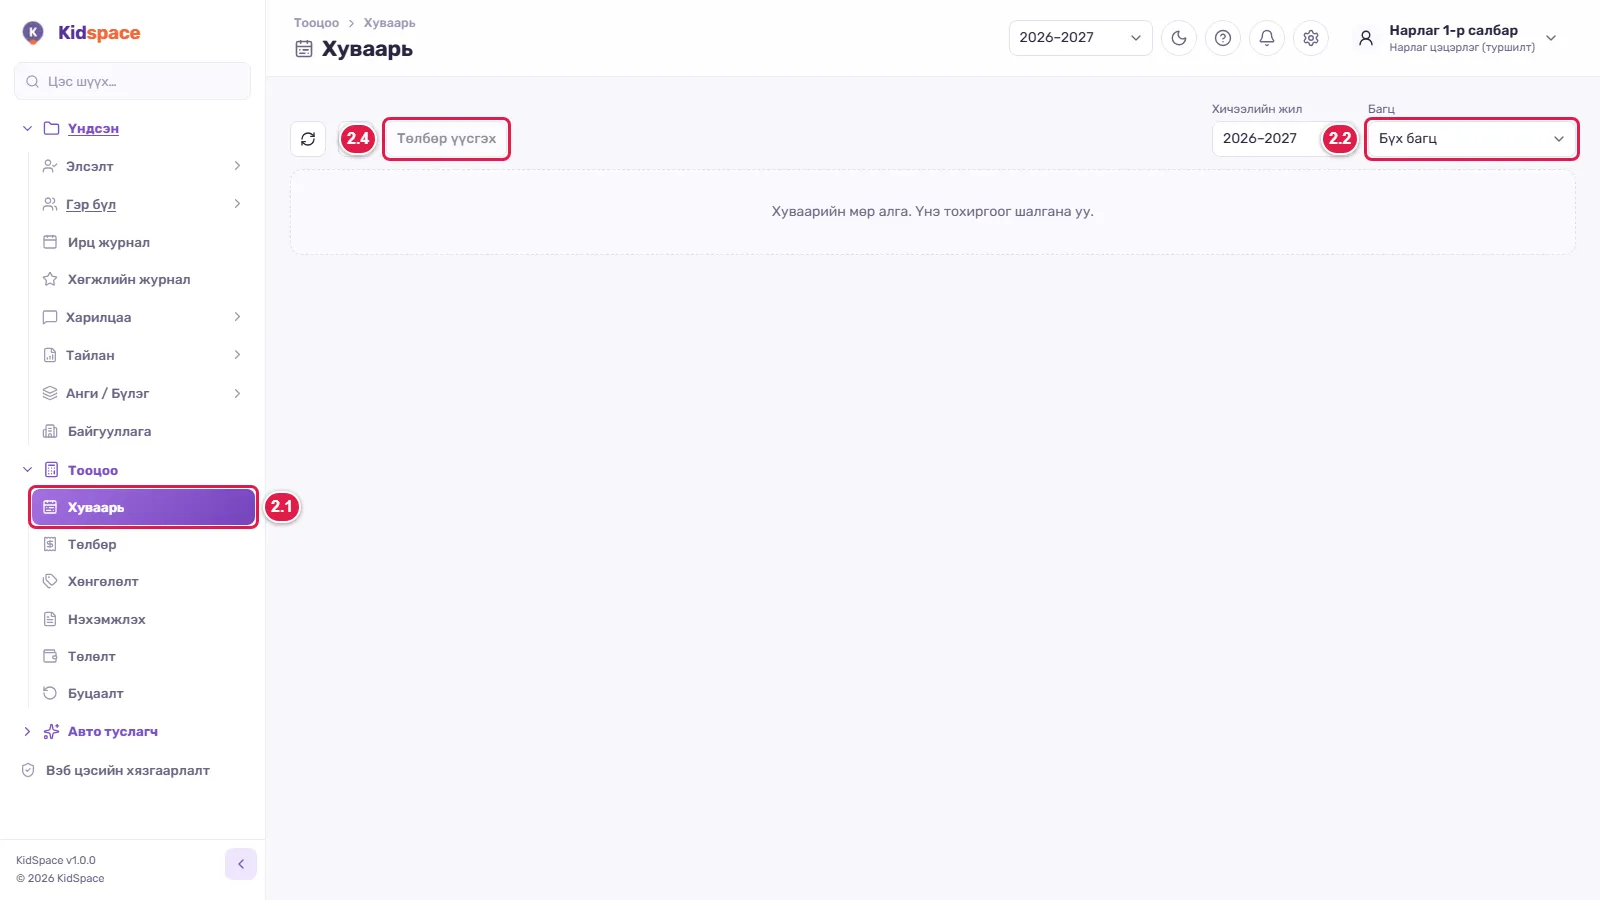 Kidspace
Цэс шүүх...
Үндсэн
Элсэлт
Гэр бүл
Ирц журнал
Хөгжлийн журнал
Харилцаа
Тайлан
Анги / Бүлэг
Байгууллага
Тооцоо
Хуваарь
2.1
Төлбөр
Хөнгөлөлт
Нэхэмжлэх
Төлөлт
Буцаалт
Авто туслагч
Вэб цэсийн хязгаарлалт
KidSpace v1.0.0
© 2026 KidSpace
Тооцоо > Хуваарь
Хуваарь
2026–2027
Нарлаг 1-р салбар
Нарлаг цэцэрлэг (туршилт)
2.4
Төлбөр үүсгэх
Хичээлийн жил
2026–2027
2.2
Багц
Бүх багц
Хуваарийн мөр алга. Үнэ тохиргоог шалгана уу.